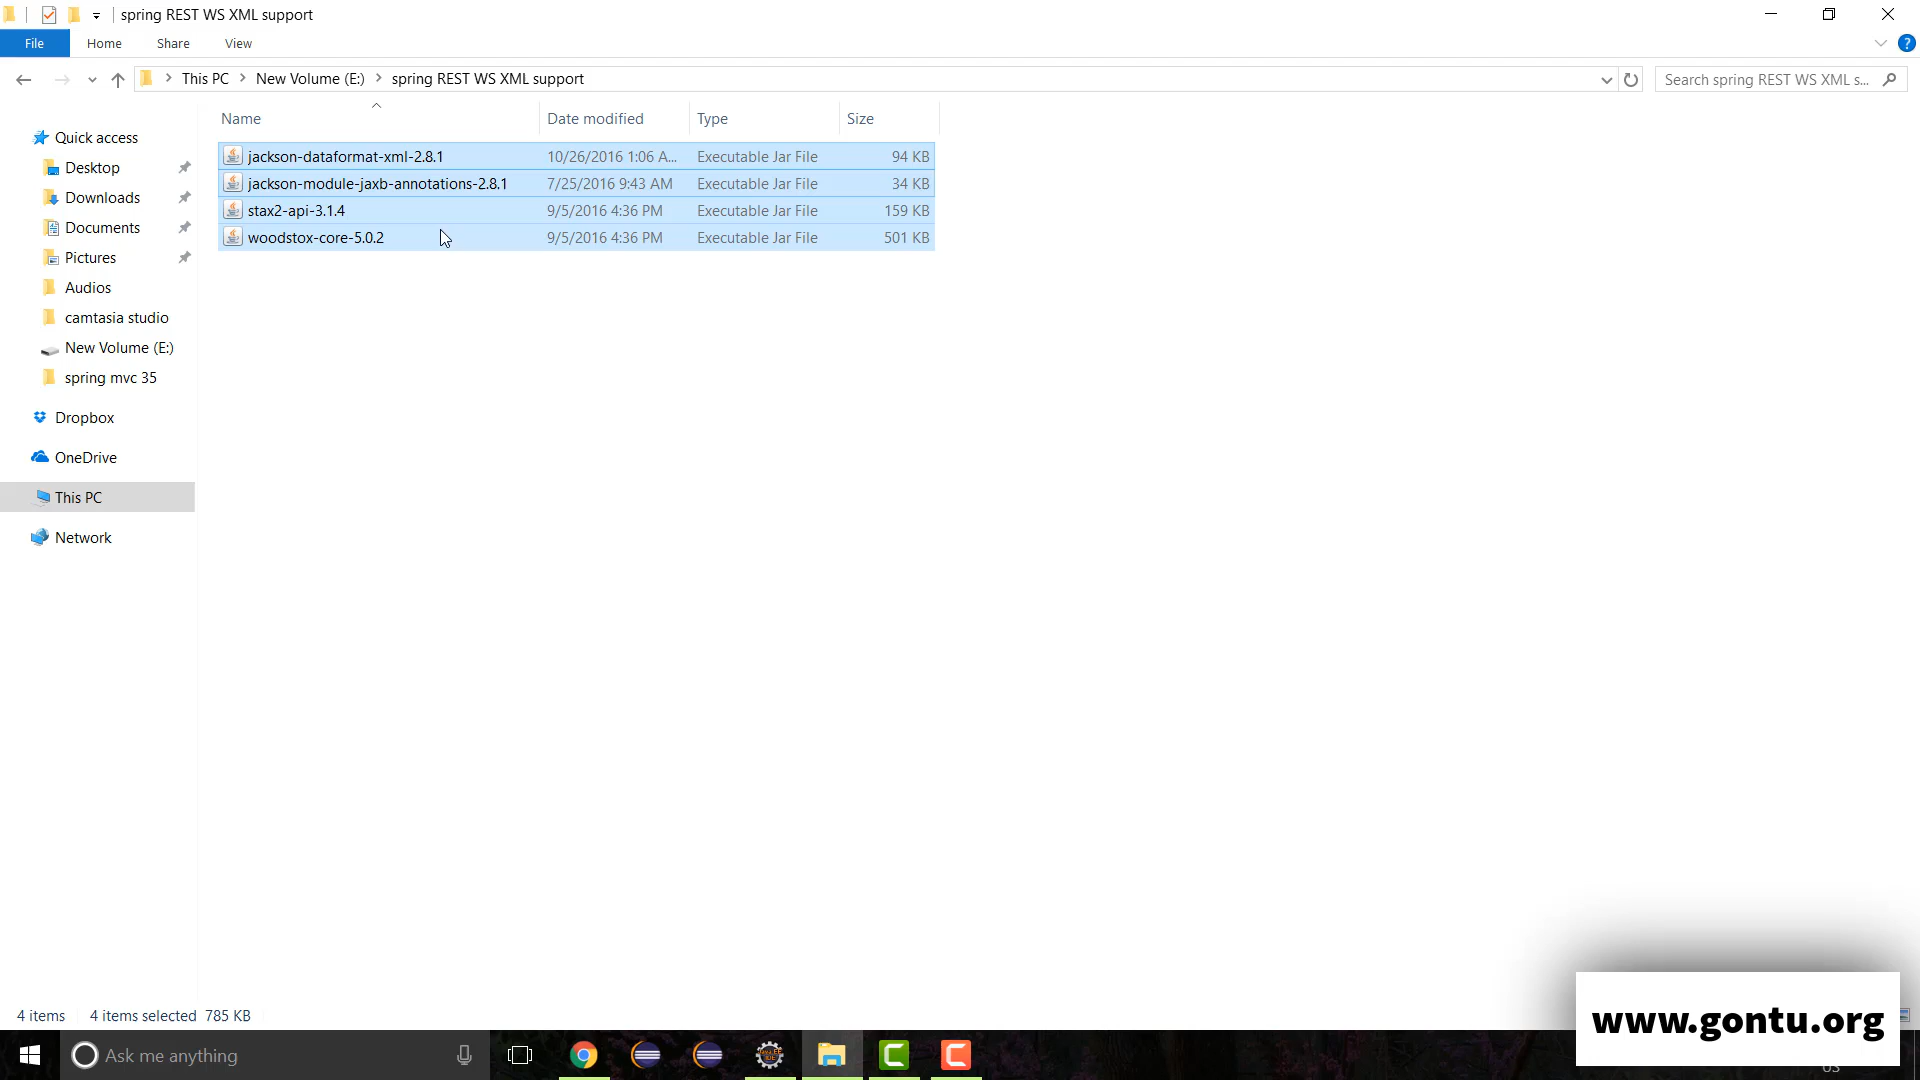 spring REST WS XML support
File Home Share View
This PC New Volume (E:) spring REST WS XML support
Search spring REST WS XML s...
Name Date modified Type Size
Quick access
Desktop
Downloads
Documents
Pictures
Audios
camtasia studio
New Volume (E:)
spring mvc 35
Dropbox
OneDrive
This PC
Network
jackson-dataformat-xml-2.8.1 10/26/2016 1:06 A... Executable Jar File 94 KB
jackson-module-jaxb-annotations-2.8.1 7/25/2016 9:43 AM Executable Jar File 34 KB
stax2-api-3.1.4 9/5/2016 4:36 PM Executable Jar File 159 KB
woodstox-core-5.0.2 9/5/2016 4:36 PM Executable Jar File 501 KB
4 items 4 items selected 785 KB
www.gontu.org
Ask me anything